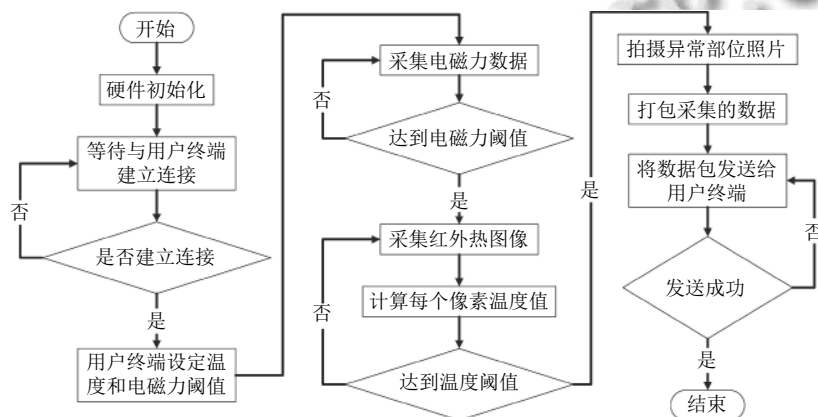 开始
硬件初始化
等待与用户终端
建立连接
否
是否建立连接
是
用户终端设定温
度和电磁力阈值
采集电磁力数据
否
达到电磁力阈值
是
采集红外热图像
否
计算每个像素温度值
达到温度阈值
是
拍摄异常部位照片
打包采集的数据
将数据包发送给
用户终端
否
发送成功
是
结束